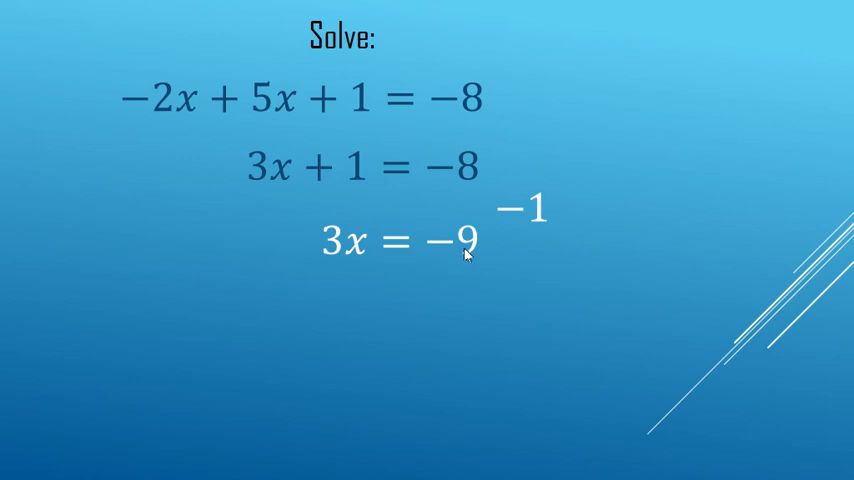 Solve:
−2x + 5x + 1 = −8
3x + 1 = −8
−1
3x = −9